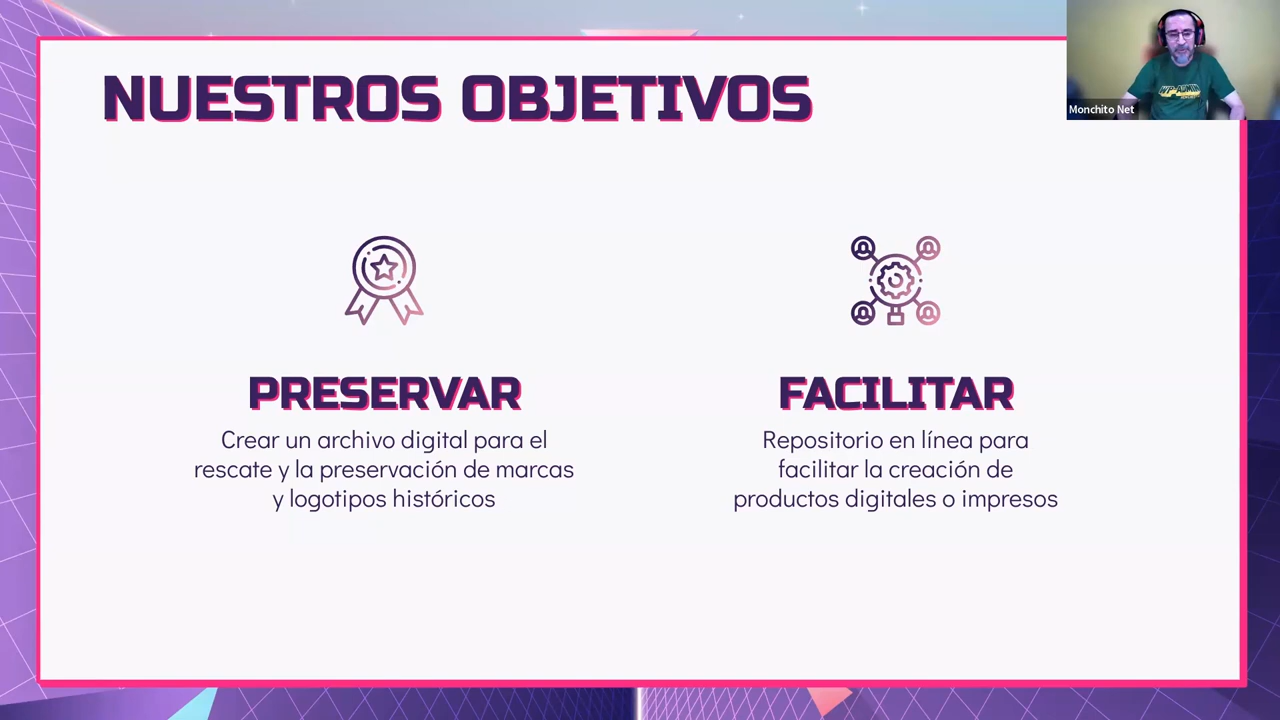 NUESTROS OBJETIVOS
Monchito Net
PRESERVAR
Crear un archivo digital para el
rescate y la preservación de marcas
y logotipos históricos
FACILITAR
Repositorio en línea para
facilitar la creación de
productos digitales o impresos